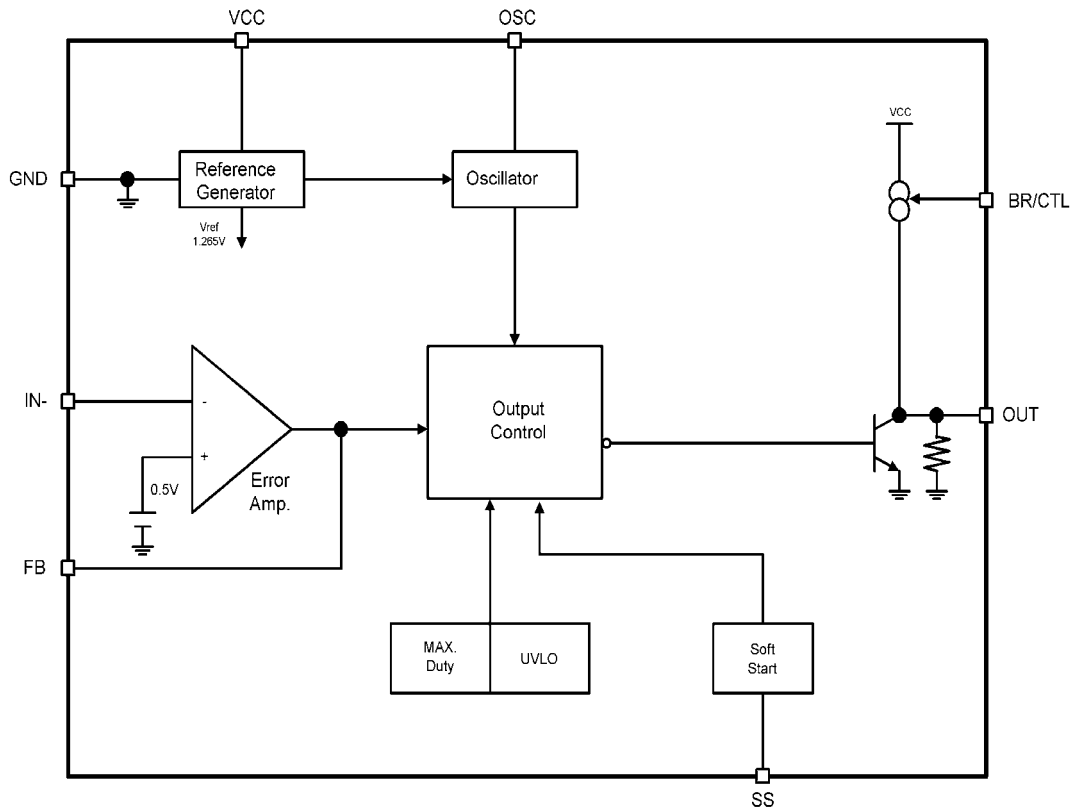 VCC
OSC
VCC
GND
Reference
Generator
Oscillator
BR/CTL
Vref
1.265V
IN-
-
Output
Control
OUT
+
0.5V
Error
Amp.
FB
MAX.
Duty
UVLO
Soft
Start
SS